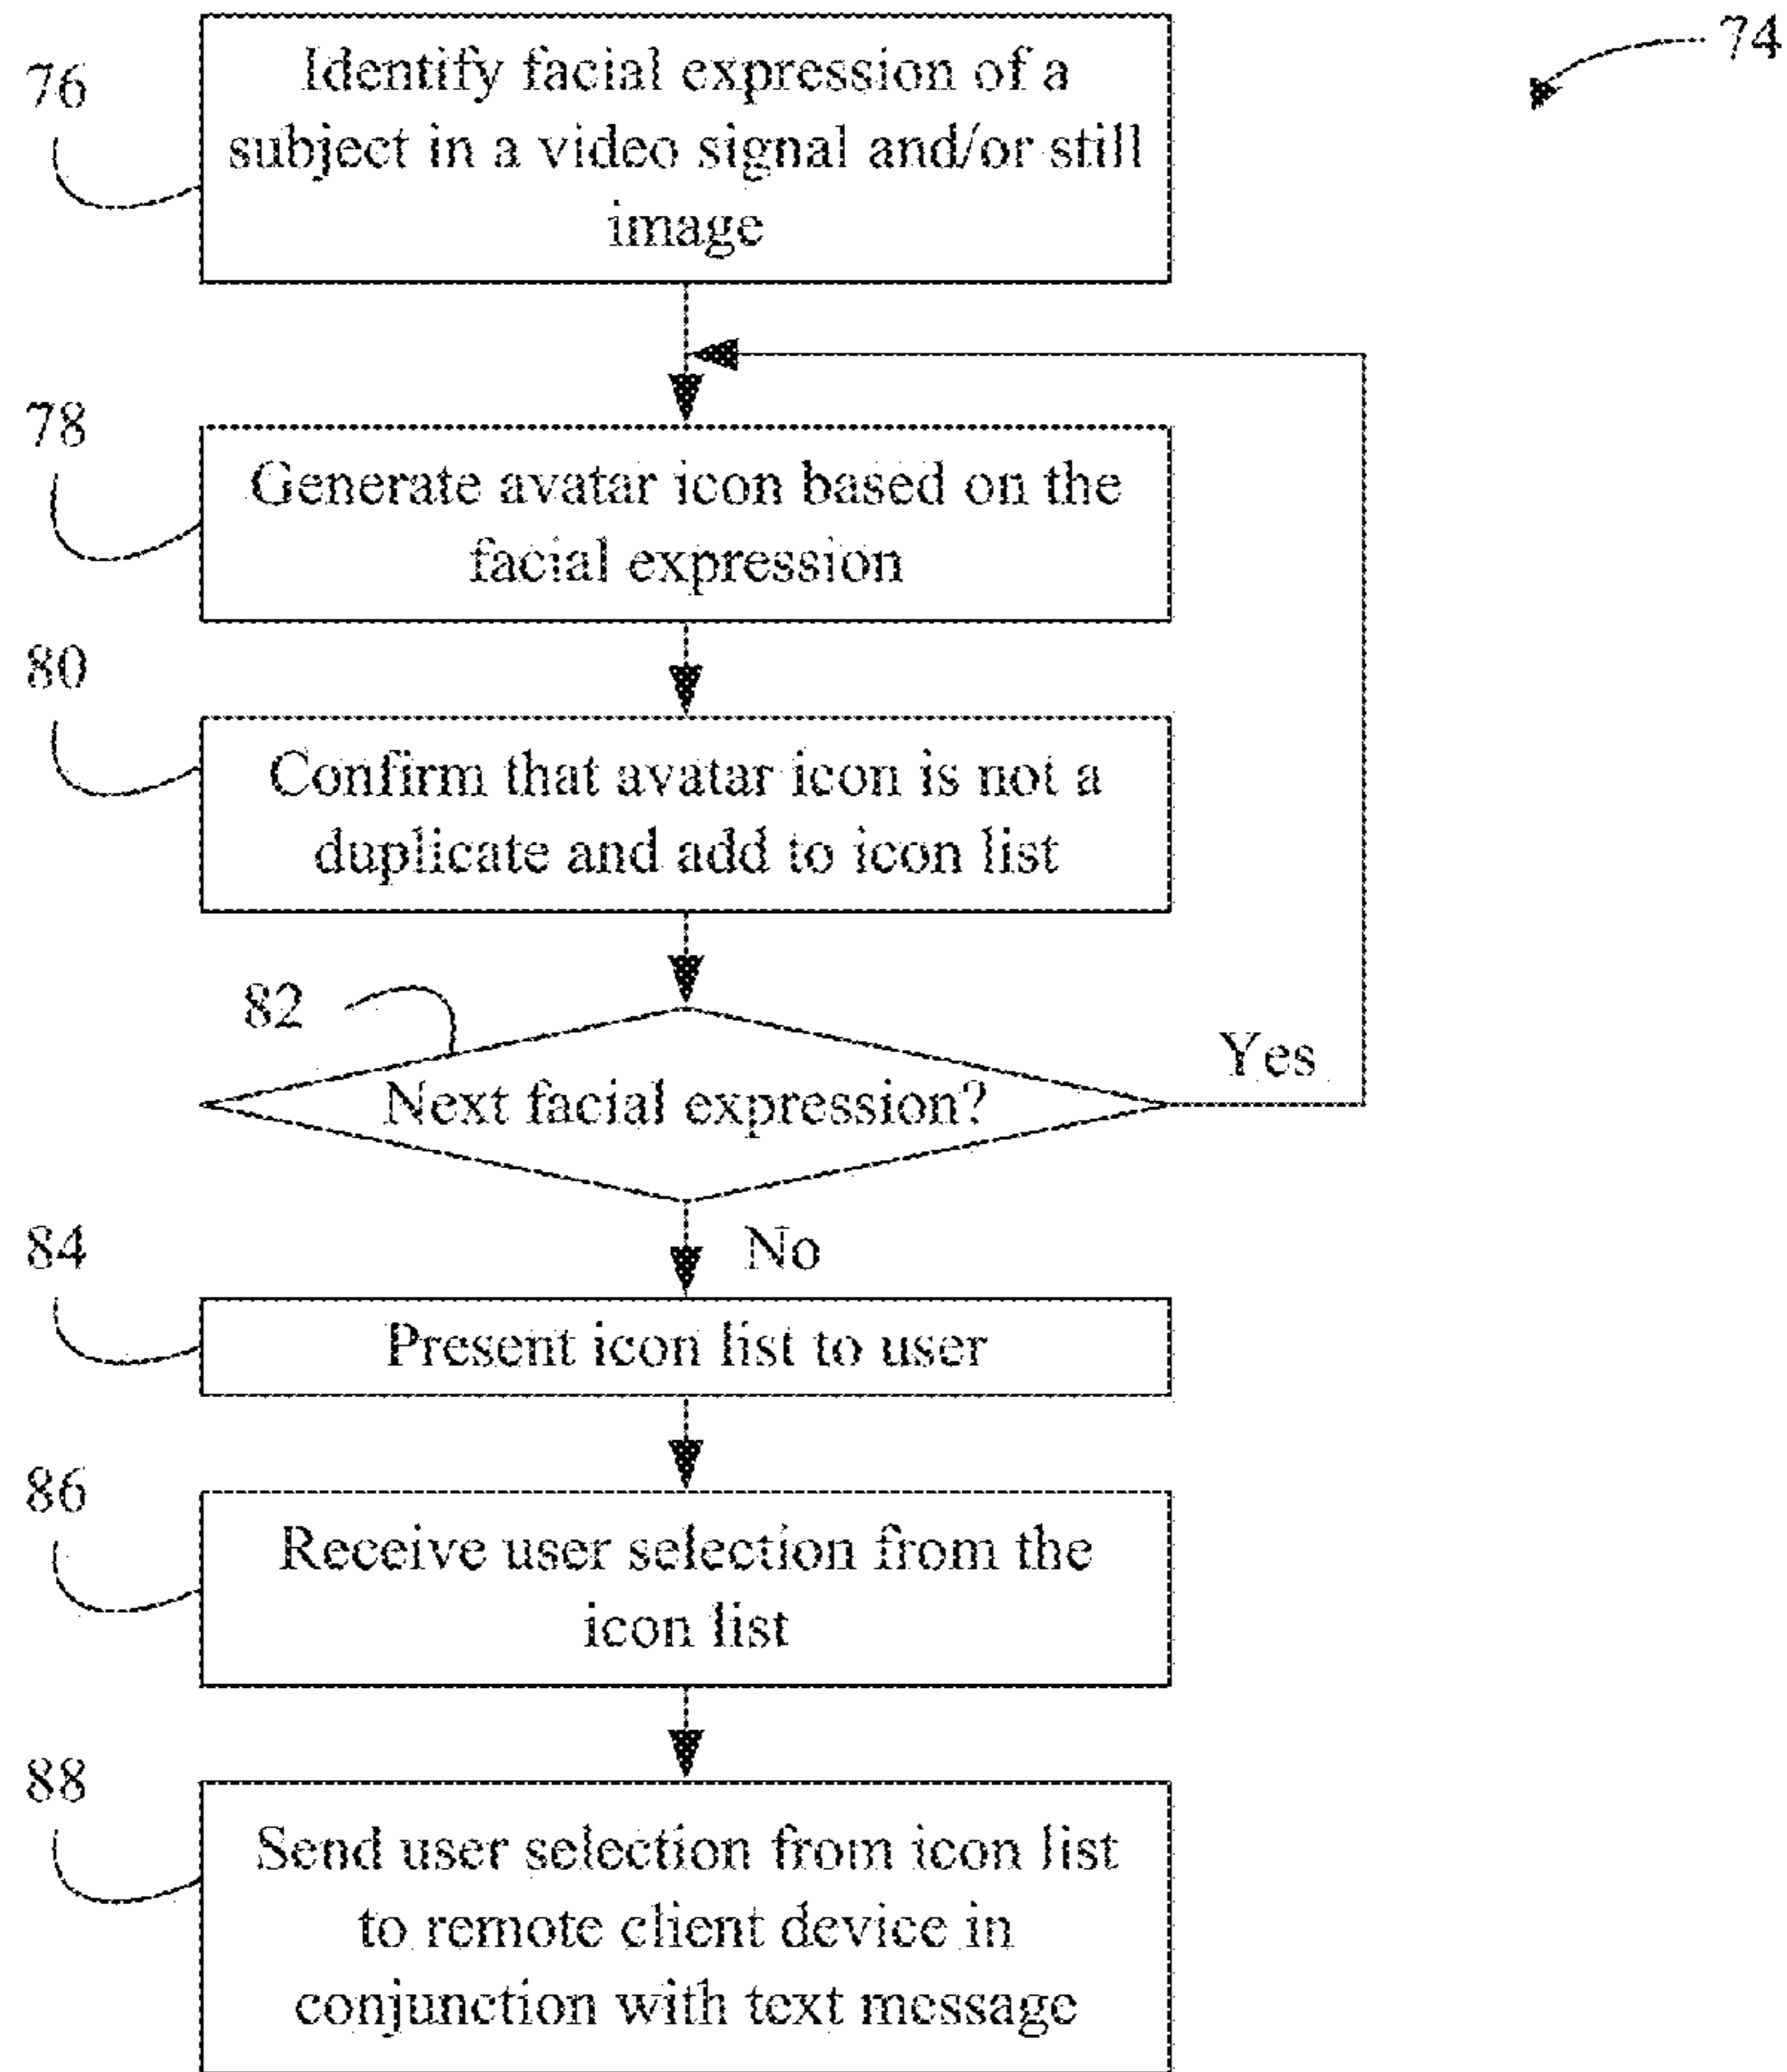 74
76
Identify facial expression of a
subject in a video signal and/or still
image
78
Generate avatar icon based on the
facial expression
80
Confirm that avatar icon is not a
duplicate and add to icon list
82
Next facial expression?
Yes
No
84
Present icon list to user
86
Receive user selection from the
icon list
88
Send user selection from icon list
to remote client device in
conjunction with text message